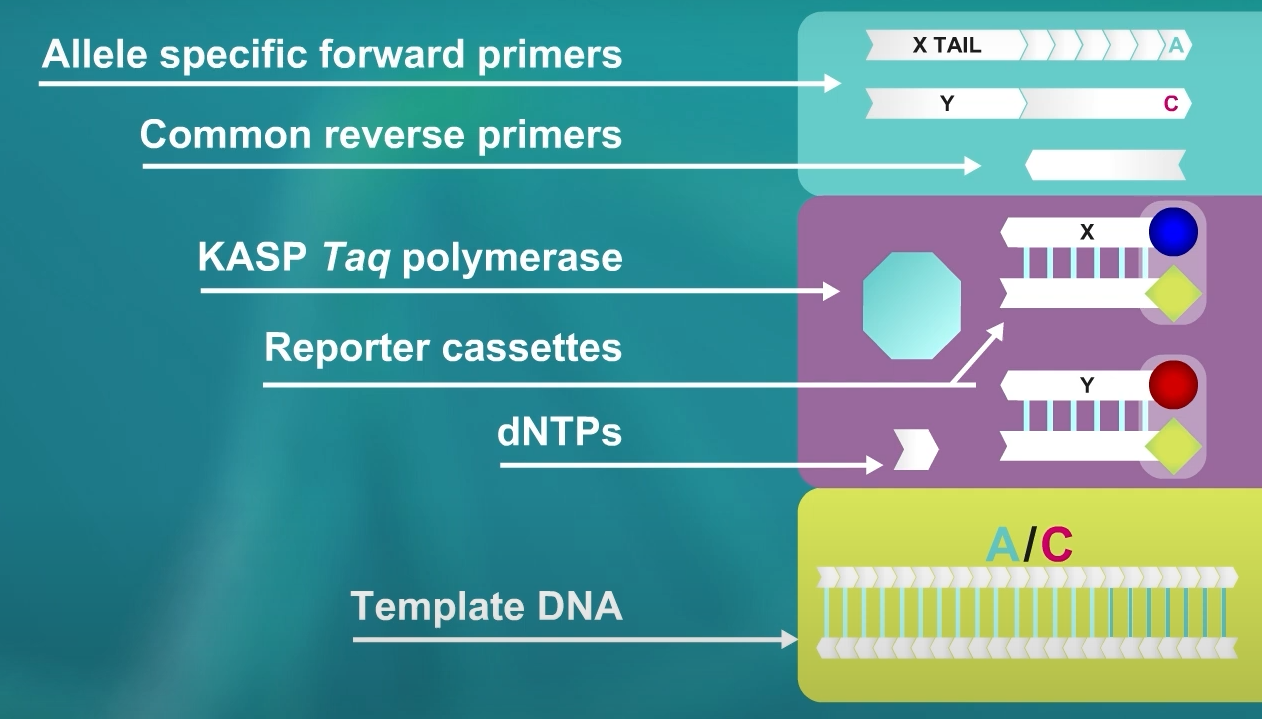 Allele specific forward primers
X TAIL A
Y C
Common reverse primers
KASP Taq polymerase
X
Reporter cassettes
Y
dNTPs
A/C
Template DNA